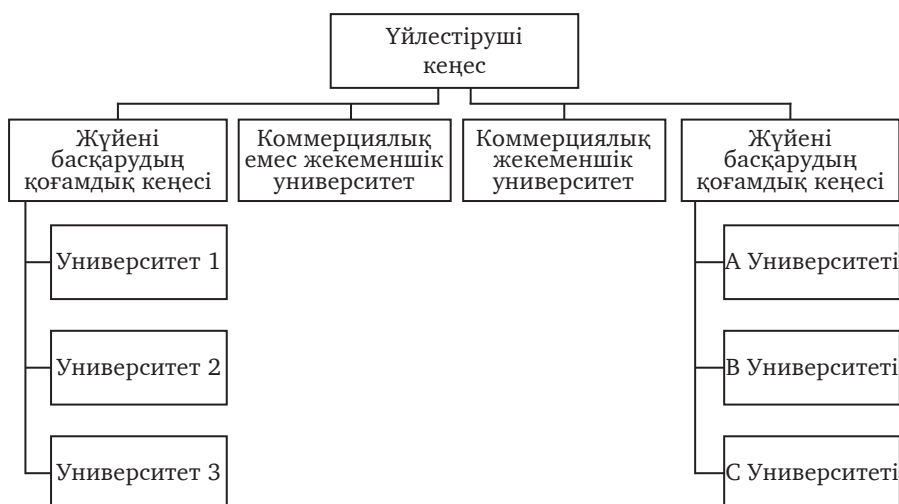 Үйлестіруші
кеңес
Жүйені
басқарудың
қоғамдық кеңесі
Коммерциялық
емес жекеменшік
университет
Коммерциялық
жекеменшік
университет
Жүйені
басқарудың
қоғамдық кеңесі
Университет 1
Университет 2
Университет 3
А Университеті
В Университеті
С Университеті